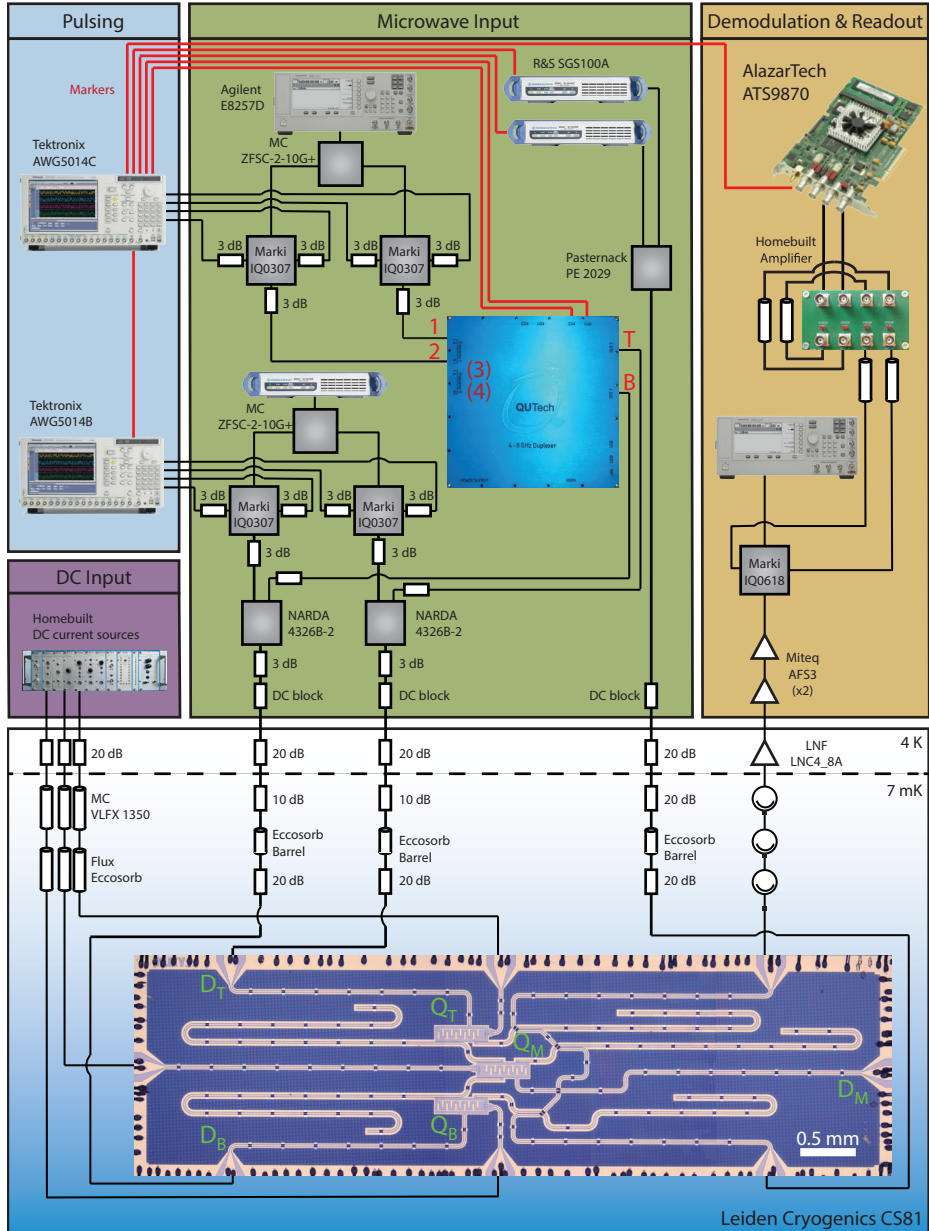 Pulsing
Microwave Input
Demodulation & Readout
Markers
Tektronix
AWG5014C
Tektronix
AWG5014B
Agilent
E8257D
R&S SGS100A
MC
ZFSC-2-10G+
3 dB
Marki
IQ0307
3 dB
3 dB
Marki
IQ0307
3 dB
3 dB
3 dB
Pasternack
PE 2029
1
2
(3)
(4)
T
B
QUTech
4 - 8 GHz Duplexer
MC
ZFSC-2-10G+
3 dB
Marki
IQ0307
3 dB
3 dB
Marki
IQ0307
3 dB
3 dB
3 dB
NARDA
4326B-2
NARDA
4326B-2
3 dB
3 dB
DC block
DC block
DC block
AlazarTech
ATS9870
Homebuilt
Amplifier
Marki
IQ0618
Miteq
AFS3
(x2)
DC Input
Homebuilt
DC current sources
20 dB
20 dB
20 dB
20 dB
LNF
LNC4_8A
4 K
7 mK
MC
VLFX 1350
10 dB
10 dB
20 dB
Flux
Eccosorb
Eccosorb
Barrel
Eccosorb
Barrel
Eccosorb
Barrel
20 dB
20 dB
20 dB
DT
QT
QM
DM
DB
QB
0.5 mm
Leiden Cryogenics CS81